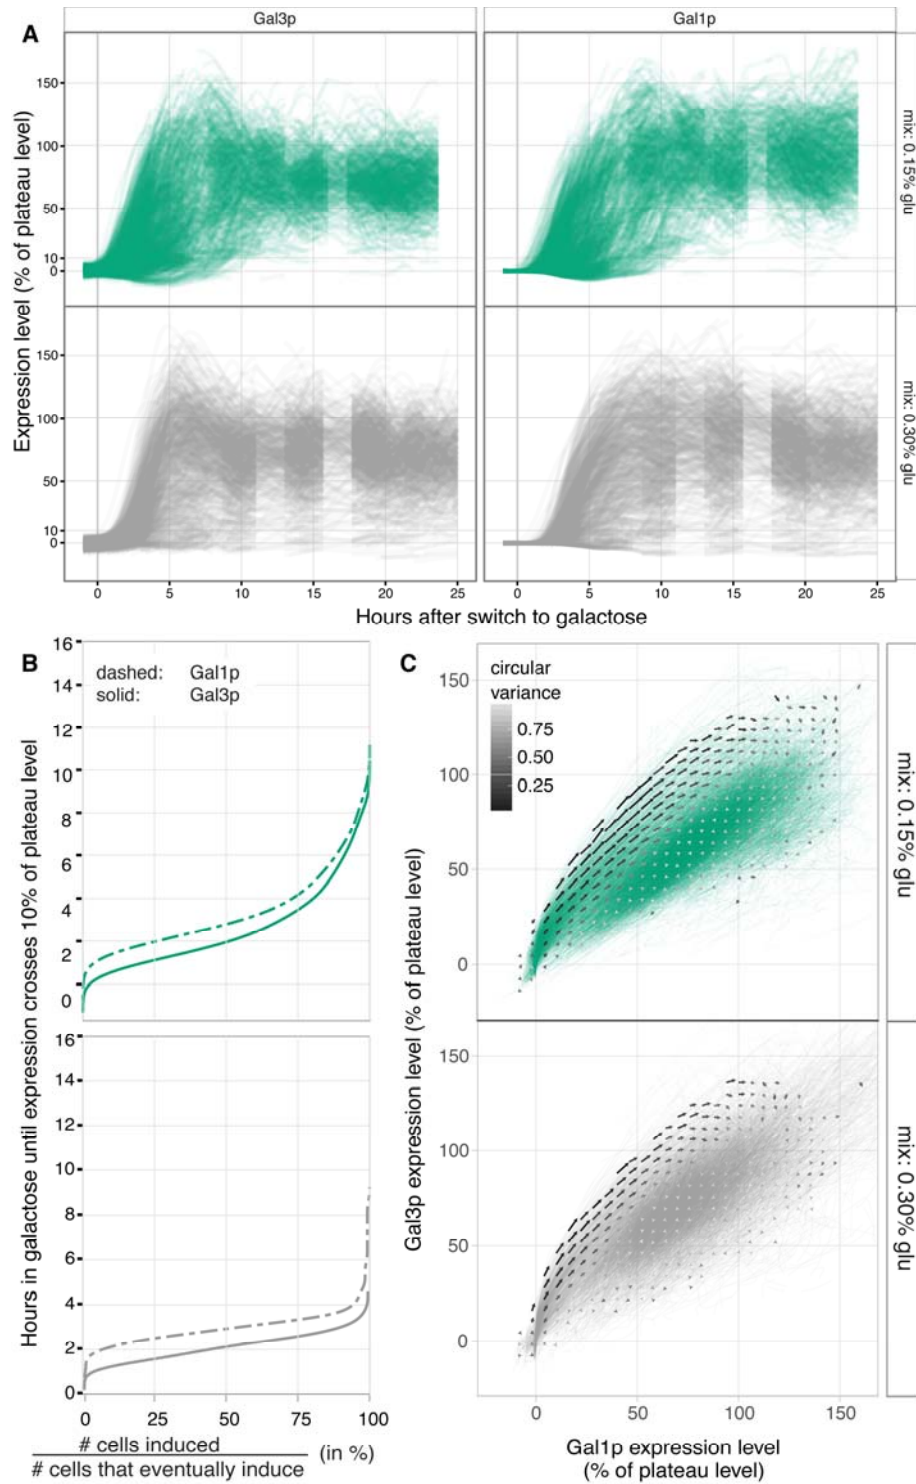 A
Gal3p
Gal1p
Expression level (% of plateau level)
150
100
50
10
0
mix: 0.15% glu
150
100
50
10
0
mix: 0.30% glu
0 5 10 15 20 25
0 5 10 15 20 25
Hours after switch to galactose
B
dashed: Gal1p
solid: Gal3p
Hours in galactose until expression crosses 10% of plateau level
16
14
12
10
8
6
4
2
0
16
14
12
10
8
6
4
2
0
0 25 50 75 100
# cells induced
# cells that eventually induce
(in %)
C
circular
variance
0.75
0.50
0.25
Gal3p expression level (% of plateau level)
150
100
50
0
mix: 0.15% glu
150
100
50
0
mix: 0.30% glu
0 50 100 150
Gal1p expression level
(% of plateau level)